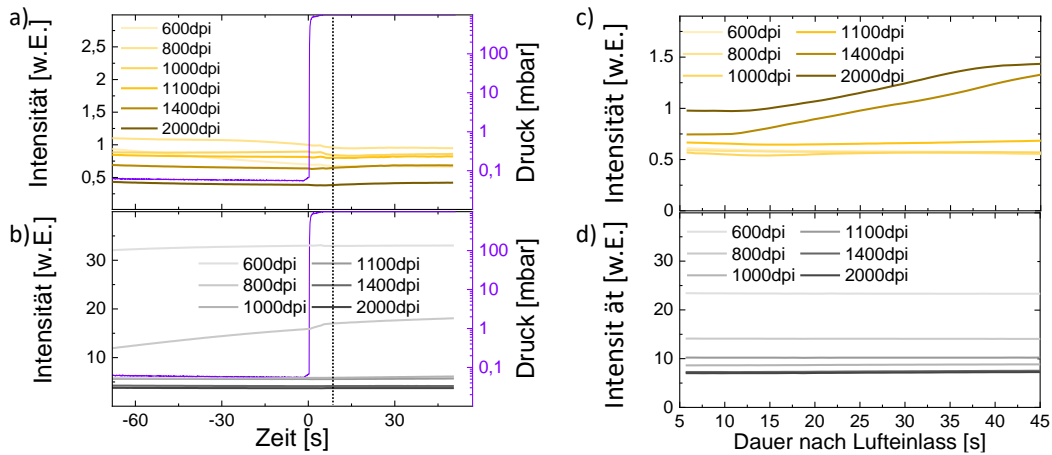 a)
Intensität [w.E.]
2,5
2
1.5
1
0,5
600dpi
800dpi
1000dpi
1100dpi
1400dpi
2000dpi
100
10
1
0,1
Druck [mbar]
b)
Intensität [w.E.]
30
20
10
600dpi 1100dpi
800dpi 1400dpi
1000dpi 2000dpi
100
10
1
0,1
Druck [mbar]
-60 -30 0 30
Zeit [s]
c)
Intensität [w.E.]
1.5
1
0.5
0
600dpi 1100dpi
800dpi 1400dpi
1000dpi 2000dpi
d)
Intensit ät [w.E.]
30
20
10
0
600dpi 1100dpi
800dpi 1400dpi
1000dpi 2000dpi
5 10 15 20 25 30 35 40 45
Dauer nach Lufteinlass [s]